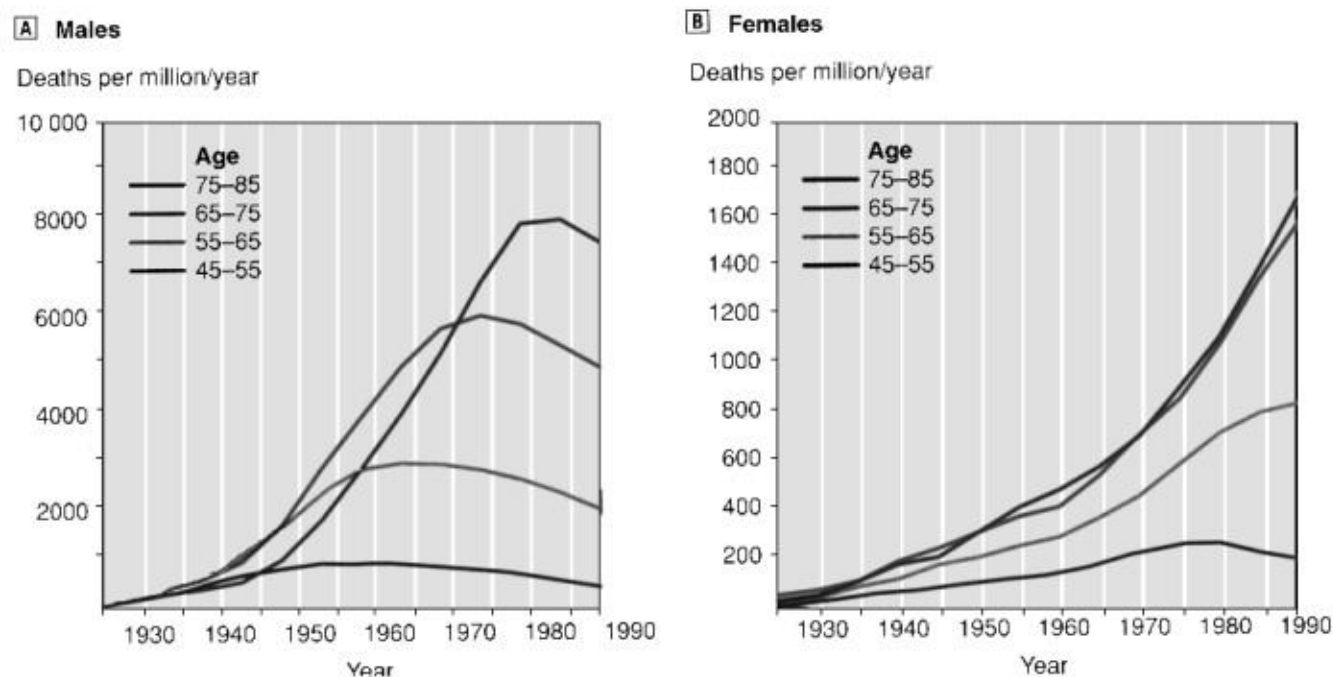 A Males
Deaths per million/year
10 000
8000
6000
4000
2000
Age
75–85
65–75
55–65
45–55
1930 1940 1950 1960 1970 1980 1990
Year
B Females
Deaths per million/year
2000
1800
1600
1400
1200
1000
800
600
400
200
Age
75–85
65–75
55–65
45–55
1930 1940 1950 1960 1970 1980 1990
Year